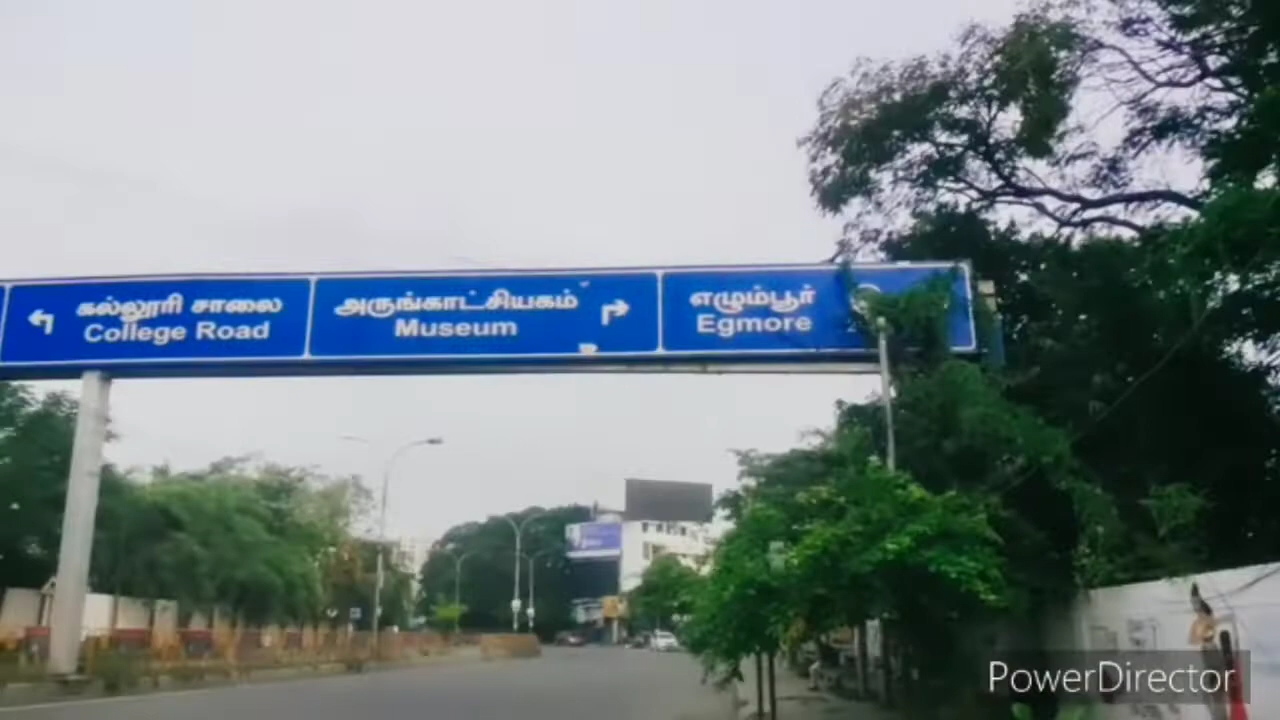 கல்லூரி சாலை
College Road
அருங்காட்சியகம்
Museum
எழும்பூர்
Egmore
PowerDirector